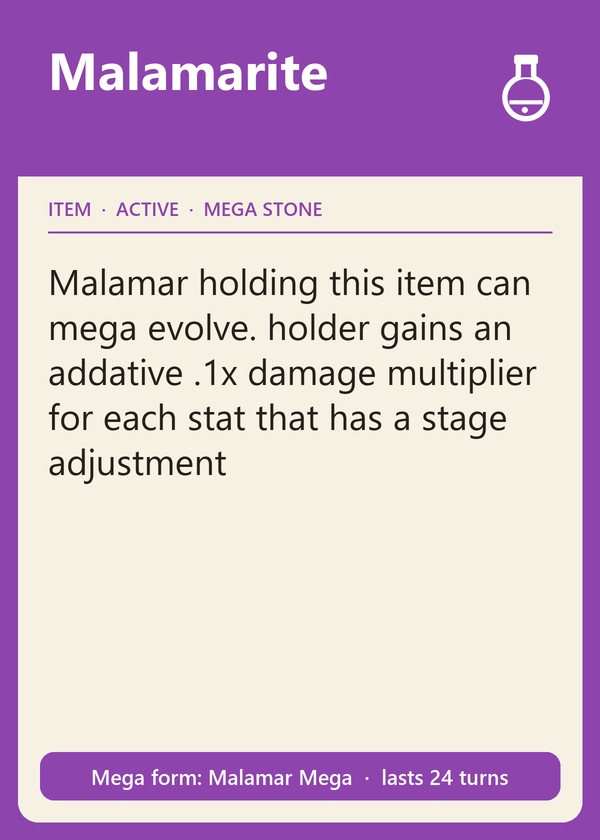 Malamarite
ITEM · ACTIVE · MEGA STONE
Malamar holding this item can
mega evolve. holder gains an
addative .1x damage multiplier
for each stat that has a stage
adjustment
Mega form: Malamar Mega · lasts 24 turns